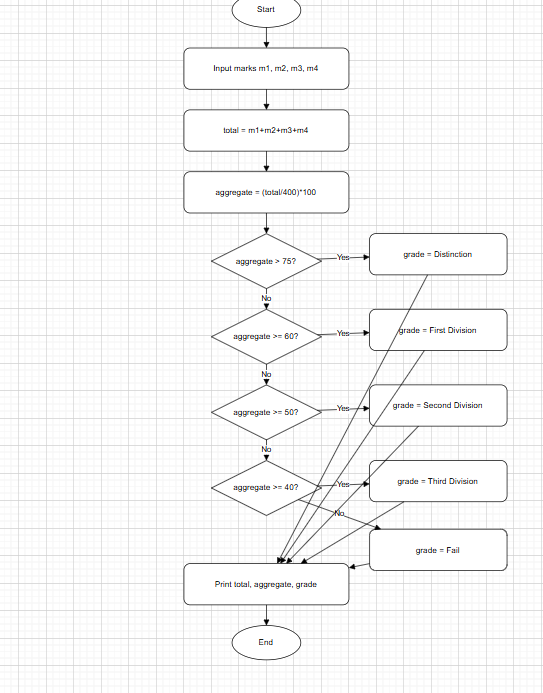 Start
Input marks m1, m2, m3, m4
total = m1+m2+m3+m4
aggregate = (total/400)*100
aggregate > 75?
Yes
grade = Distinction
No
aggregate >= 60?
Yes
grade = First Division
No
aggregate >= 50?
Yes
grade = Second Division
No
aggregate >= 40?
Yes
grade = Third Division
No
grade = Fail
Print total, aggregate, grade
End